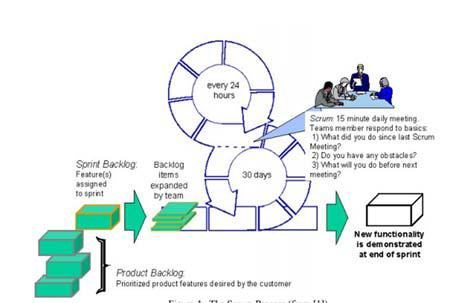 every 24
hours
Scrum: 15 minute daily meeting.
Teams member respond to basics:
1) What did you do since last Scrum
Meeting?
2) Do you have any obstacles?
3) What will you do before next
meeting?
Sprint Backlog:
Feature(s)
assigned
to sprint
Backlog
items
expanded
by team
30 days
New functionality
is demonstrated
at end of sprint
Product Backlog:
Prioritized product features desired by the customer